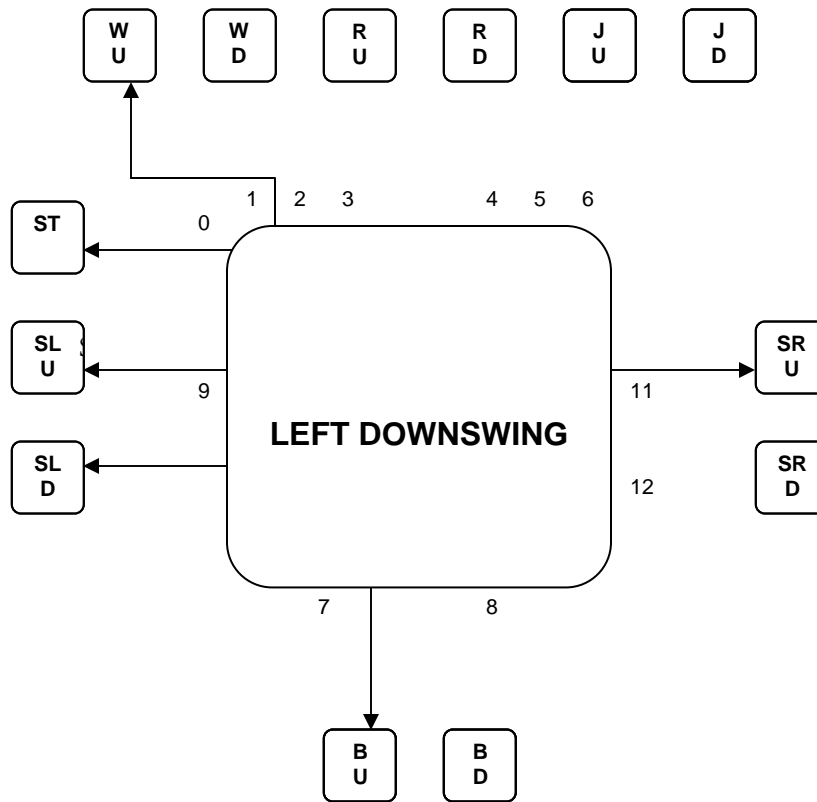 W W R R J J
U D U D U D
1 2 3 4 5 6
ST 0
SL SR
U U
9 11
LEFT DOWNSWING
SL SR
D D
12
7 8
B B
U D